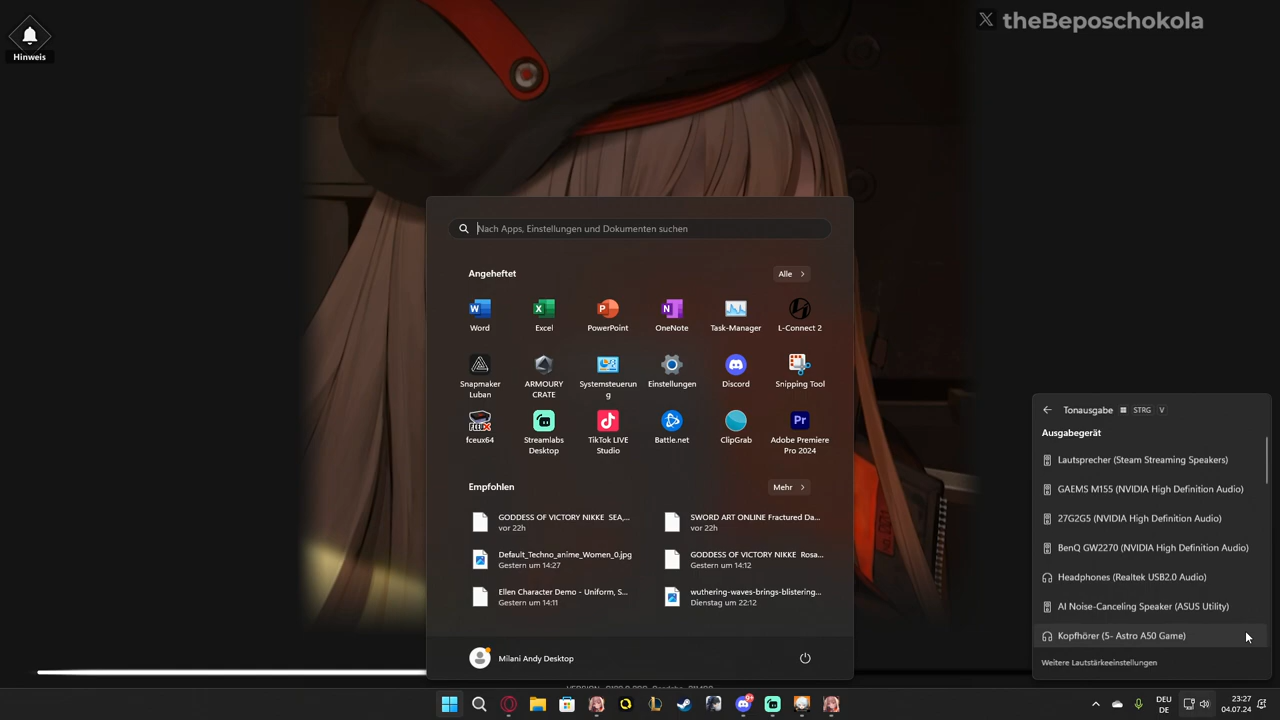 Hinweis
theBeposchokola
Nach Apps, Einstellungen und Dokumenten suchen
Angeheftet
Alle
Word
Excel
PowerPoint
OneNote
Task-Manager
L-Connect 2
Snapmaker
Luban
ARMOURY
CRATE
Systemsteuerun
g
Einstellungen
Discord
Snipping Tool
fceux64
Streamlabs
Desktop
TikTok LIVE
Studio
Battle.net
ClipGrab
Adobe Premiere
Pro 2024
Empfohlen
Mehr
GODDESS OF VICTORY NIKKE SEA,...
vor 22h
SWORD ART ONLINE Fractured Da...
vor 22h
Default_Techno_anime_Women_0.jpg
Gestern um 14:27
GODDESS OF VICTORY NIKKE Rosa...
Gestern um 14:12
Ellen Character Demo - Uniform, S...
Gestern um 14:11
wuthering-waves-brings-blistering...
Dienstag um 22:12
Milani Andy Desktop
Tonausgabe STRG V
Ausgabegerät
Lautsprecher (Steam Streaming Speakers)
GAEMS M155 (NVIDIA High Definition Audio)
27G2G5 (NVIDIA High Definition Audio)
BenQ GW2270 (NVIDIA High Definition Audio)
Headphones (Realtek USB2.0 Audio)
AI Noise-Canceling Speaker (ASUS Utility)
Kopfhörer (5- Astro A50 Game)
Weitere Lautstärkeeinstellungen
DEU
DE
23:27
04.07.24